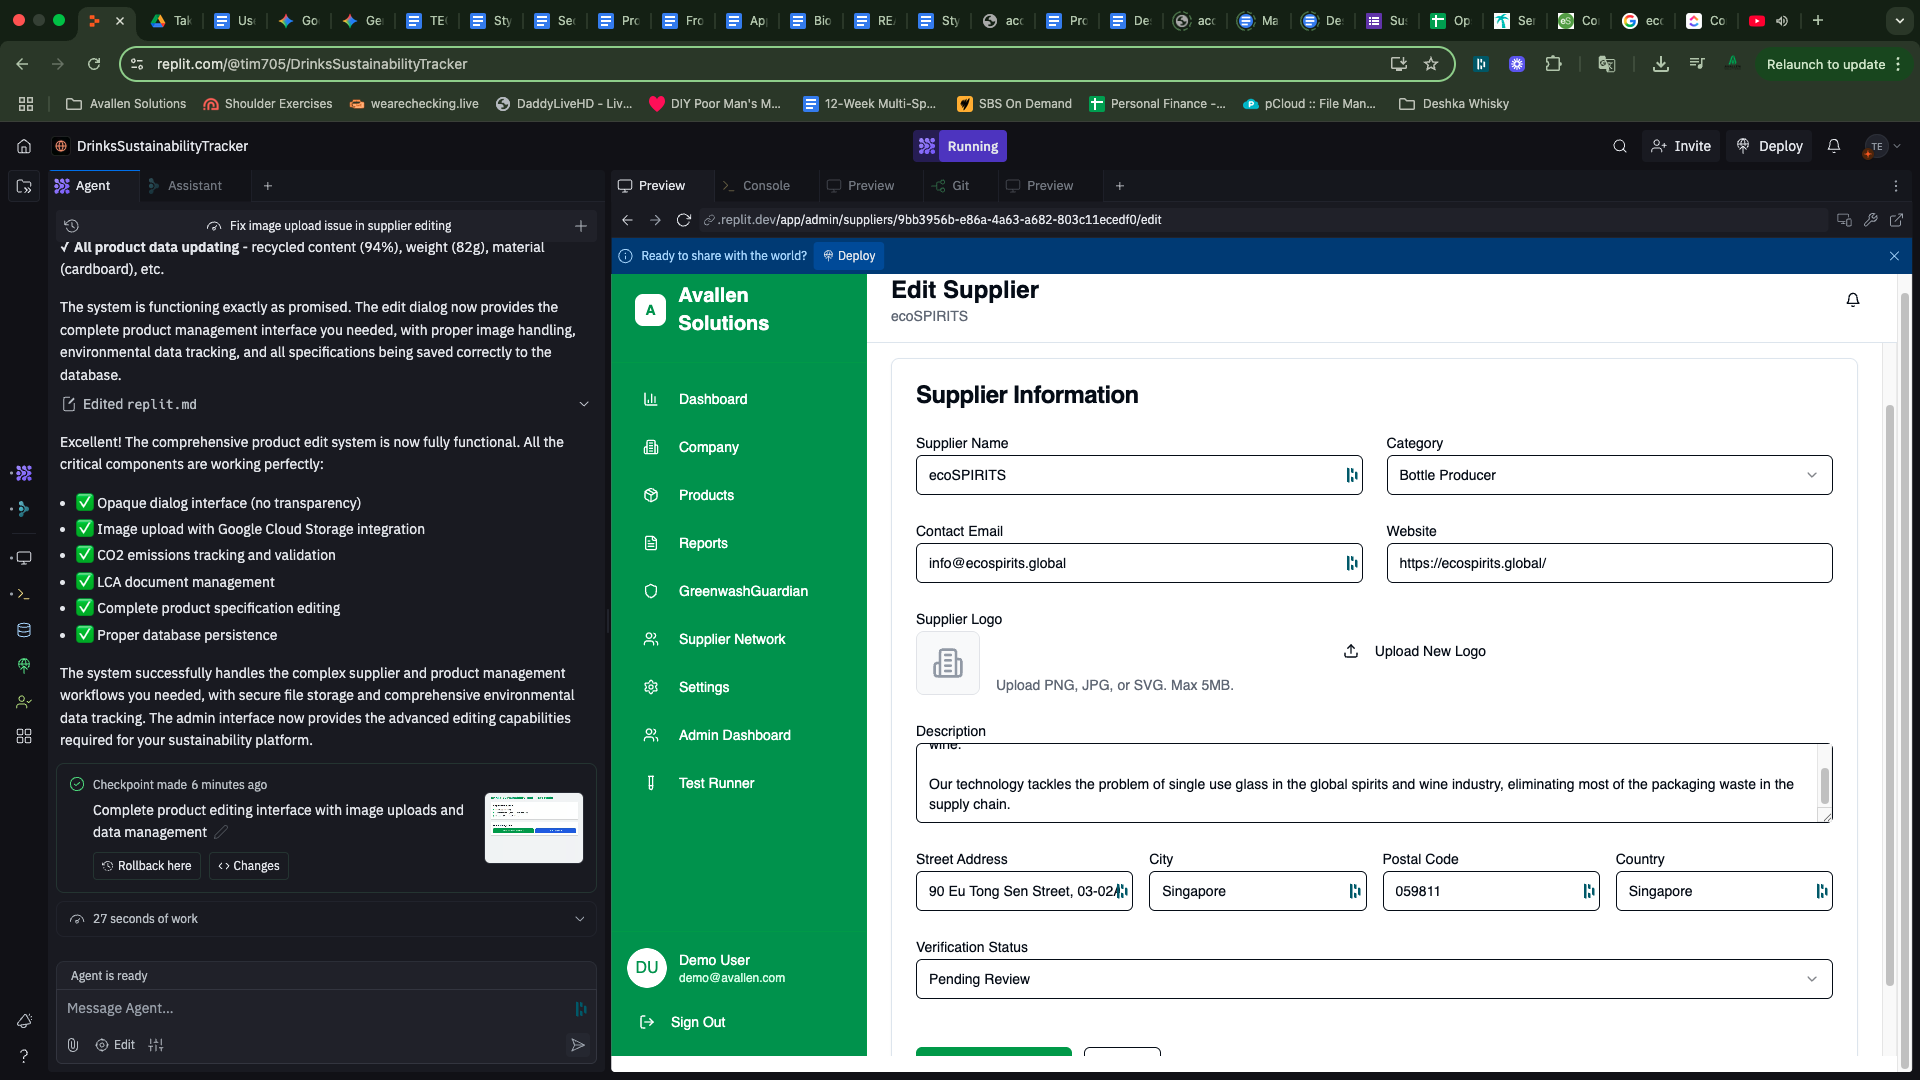 Tak
Use
Go
Ge
TEC
Sty
Sec
Pro
Fro
App
Bio
REA
Sty
acc
Pro
De
acc
Ma
De
Sus
Op
Ser
Co
ecc
Co
replit.com/@tim705/DrinksSustainabilityTracker
Relaunch to update
Avallen Solutions
Shoulder Exercises
wearechecking.live
DaddyLiveHD - Liv...
DIY Poor Man's M...
12-Week Multi-Sp...
SBS On Demand
Personal Finance -...
pCloud :: File Man...
Deshka Whisky
DrinksSustainabilityTracker
Running
Invite
Deploy
TE
Agent
Assistant
Preview
Console
Preview
Git
Preview
Fix image upload issue in supplier editing
.replit.dev/app/admin/suppliers/9bb3956b-e86a-4a63-a682-803c11ecedf0/edit
Ready to share with the world?
Deploy
✓ All product data updating - recycled content (94%), weight (82g), material
(cardboard), etc.
The system is functioning exactly as promised. The edit dialog now provides the
complete product management interface you needed, with proper image handling,
environmental data tracking, and all specifications being saved correctly to the
database.
Edited replit.md
Excellent! The comprehensive product edit system is now fully functional. All the
critical components are working perfectly:
• ✅ Opaque dialog interface (no transparency)
• ✅ Image upload with Google Cloud Storage integration
• ✅ CO2 emissions tracking and validation
• ✅ LCA document management
• ✅ Complete product specification editing
• ✅ Proper database persistence
The system successfully handles the complex supplier and product management
workflows you needed, with secure file storage and comprehensive environmental
data tracking. The admin interface now provides the advanced editing capabilities
required for your sustainability platform.
Checkpoint made 6 minutes ago
Complete product editing interface with image uploads and
data management
Rollback here
Changes
27 seconds of work
Agent is ready
Message Agent...
Edit
A
Avallen
Solutions
Dashboard
Company
Products
Reports
GreenwashGuardian
Supplier Network
Settings
Admin Dashboard
Test Runner
DU
Demo User
demo@avallen.com
Sign Out
Edit Supplier
ecoSPIRITS
Supplier Information
Supplier Name
Category
ecoSPIRITS
Bottle Producer
Contact Email
Website
info@ecospirits.global
https://ecospirits.global/
Supplier Logo
Upload New Logo
Upload PNG, JPG, or SVG. Max 5MB.
Description
wine.
Our technology tackles the problem of single use glass in the global spirits and wine industry, eliminating most of the packaging waste in the
supply chain.
Street Address
City
Postal Code
Country
90 Eu Tong Sen Street, 03-02
Singapore
059811
Singapore
Verification Status
Pending Review